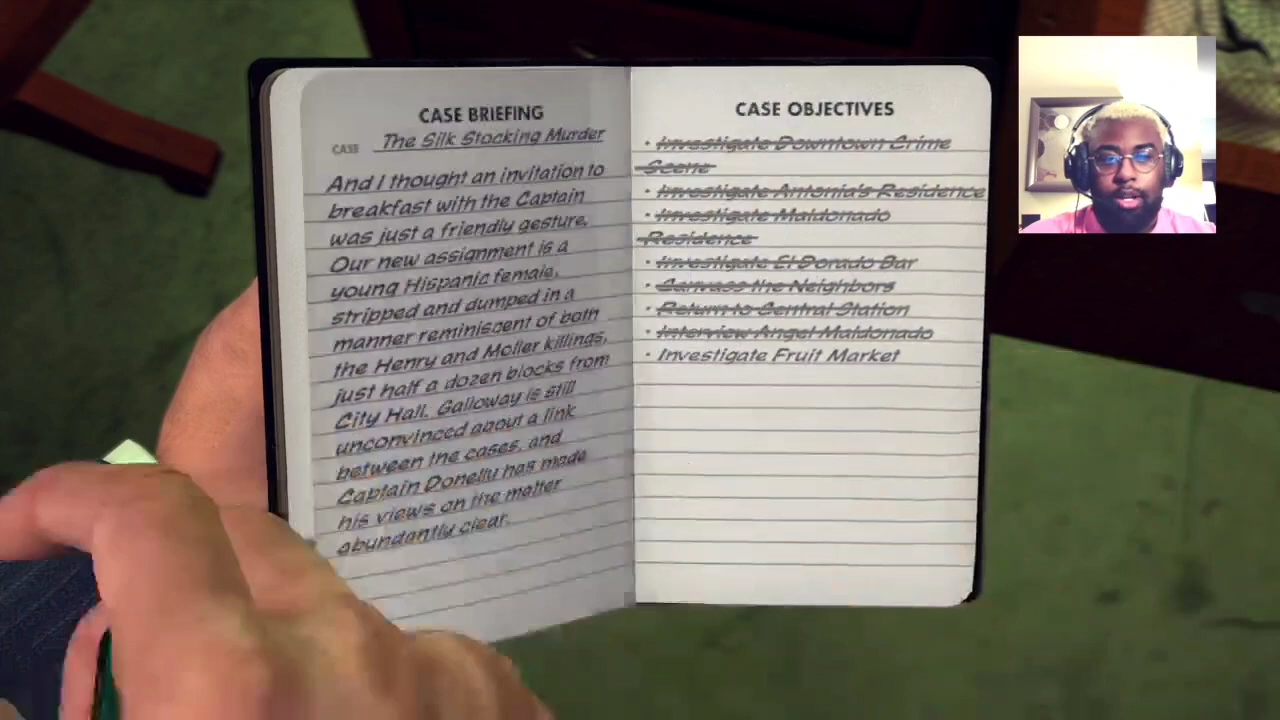 CASE BRIEFING
CASE The Silk Stocking Murder
And I thought an invitation to
breakfast with the Captain
was just a friendly gesture.
Our new assignment is a
young Hispanic female,
stripped and dumped in a
manner reminiscent of both
the Henry and Moller killings,
just half a dozen blocks from
City Hall. Galloway is still
unconvinced about a link
between the cases, and
Captain Donelly has made
his views on the matter
abundantly clear.
CASE OBJECTIVES
· Investigate Downtown Crime
Scene
· Investigate Antonia's Residence
· Investigate Maldonado
Residence
· Investigate El Dorado Bar
· Canvass the Neighbors
· Return to Central Station
· Interview Angel Maldonado
· Investigate Fruit Market